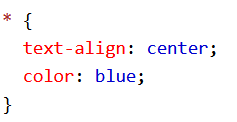 * {
  text-align: center;
  color: blue;
}